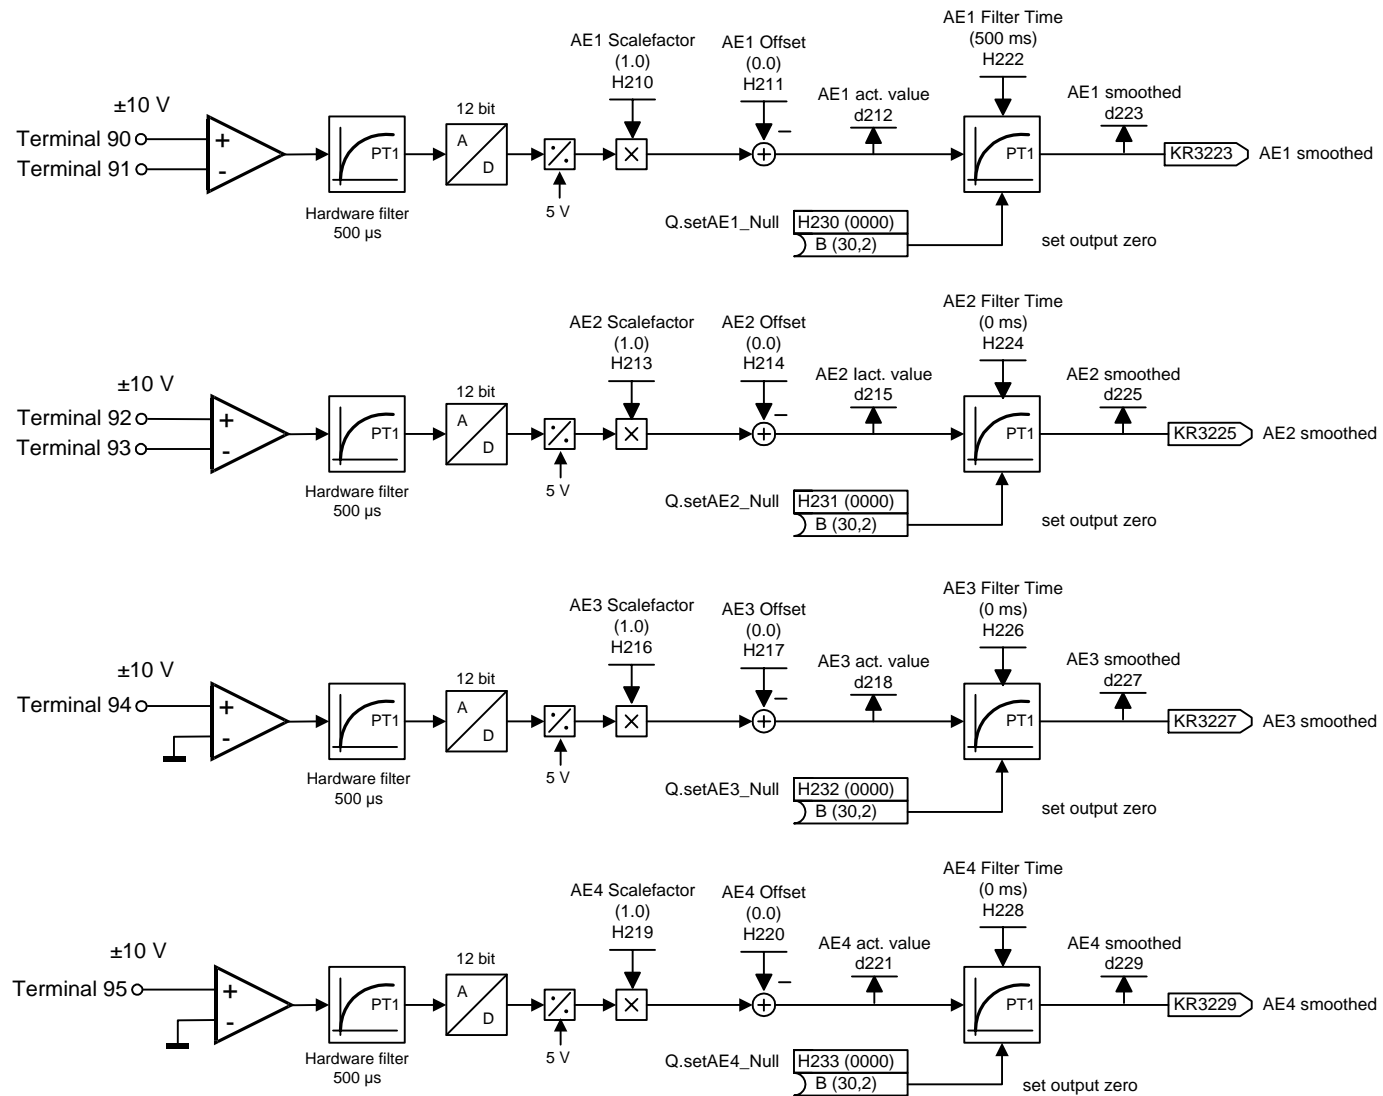 AE1 Filter Time
(500 ms)
H222
AE1 Scalefactor
(1.0)
H210
AE1 Offset
(0.0)
H211
AE1 act. value
d212
AE1 smoothed
d223
±10 V
12 bit
Terminal 90
Terminal 91
+
-
PT1
A
D
5 V
×
+
−
PT1
KR3223
AE1 smoothed
Hardware filter
500 µs
Q.setAE1_Null
H230 (0000)
B (30,2)
set output zero
AE2 Filter Time
(0 ms)
H224
AE2 Scalefactor
(1.0)
H213
AE2 Offset
(0.0)
H214
AE2 lact. value
d215
AE2 smoothed
d225
±10 V
12 bit
Terminal 92
Terminal 93
+
-
PT1
A
D
5 V
×
+
−
PT1
KR3225
AE2 smoothed
Hardware filter
500 µs
Q.setAE2_Null
H231 (0000)
B (30,2)
set output zero
AE3 Filter Time
(0 ms)
H226
AE3 Scalefactor
(1.0)
H216
AE3 Offset
(0.0)
H217
AE3 act. value
d218
AE3 smoothed
d227
±10 V
12 bit
Terminal 94
+
-
PT1
A
D
5 V
×
+
−
PT1
KR3227
AE3 smoothed
Hardware filter
500 µs
Q.setAE3_Null
H232 (0000)
B (30,2)
set output zero
AE4 Filter Time
(0 ms)
H228
AE4 Scalefactor
(1.0)
H219
AE4 Offset
(0.0)
H220
AE4 act. value
d221
AE4 smoothed
d229
±10 V
12 bit
Terminal 95
+
-
PT1
A
D
5 V
×
+
−
PT1
KR3229
AE4 smoothed
Hardware filter
500 µs
Q.setAE4_Null
H233 (0000)
B (30,2)
set output zero